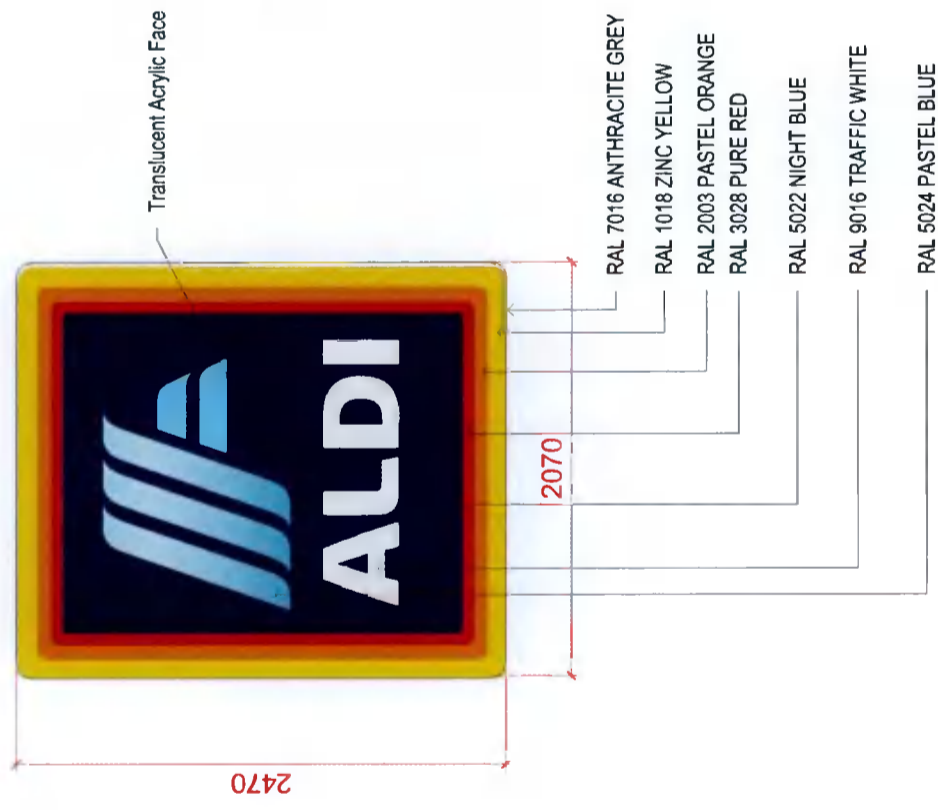 Translucent Acrylic Face
ALDI
2470
2070
RAL 7016 ANTHRACITE GREY
RAL 1018 ZINC YELLOW
RAL 2003 PASTEL ORANGE
RAL 3028 PURE RED
RAL 5022 NIGHT BLUE
RAL 9016 TRAFFIC WHITE
RAL 5024 PASTEL BLUE